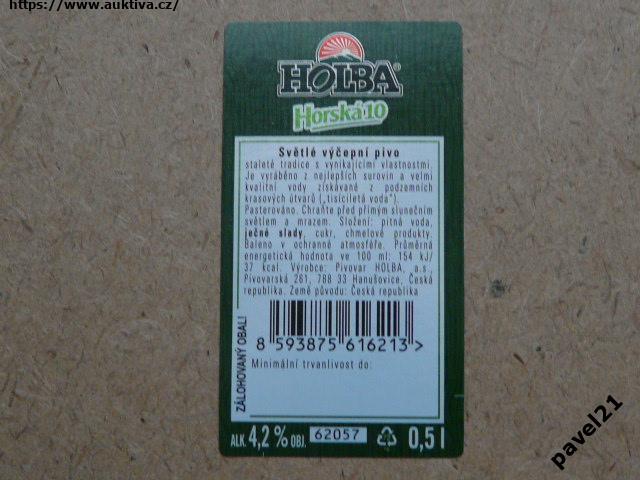 https://www.auktiva.cz/
HOLBA®
Horská 10
Světlé výčepní pivo
staleté tradice s vynikajícími vlastnostmi.
Je vyráběno z nejlepších surovin a velmi
kvalitní vody získávané z podzemních
krasových útvarů („tisíciletá voda").
Pasterováno. Chraňte před přímým slunečním
světlem a mrazem. Složení: pitná voda,
ječné slady, cukr, chmelové produkty.
Baleno v ochranné atmosféře. Průměrná
energetická hodnota ve 100 ml: 154 kJ/
37 kcal. Výrobce: Pivovar HOLBA, a.s.,
Pivovarská 261, 788 33 Hanušovice, Česká
republika. Země původu: Česká republika
8 593875 616213 >
Minimální trvanlivost do:
ZÁLOHOVANÝ OBAL!
ALK. 4,2 % OBJ. 62057 0,5 l
pavel21